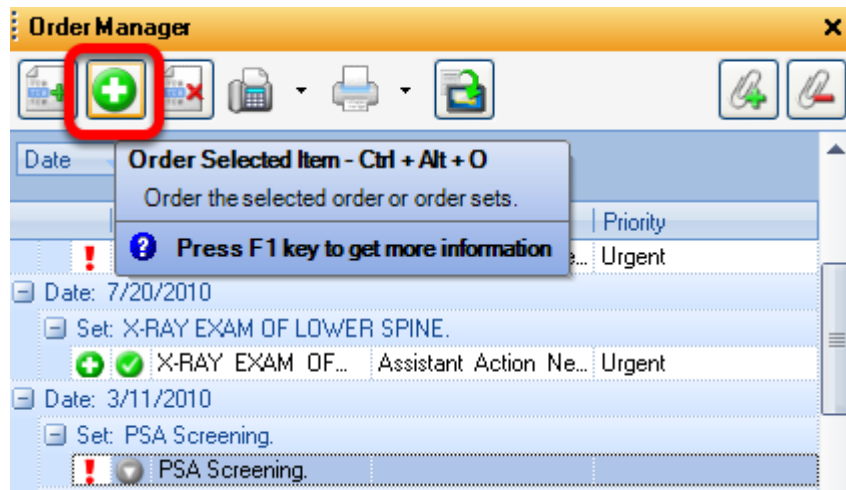 Order Manager
Date
Order Selected Item - Ctrl + Alt + O
Order the selected order or order sets.
Press F1 key to get more information
Priority
e... Urgent
Date: 7/20/2010
Set: X-RAY EXAM OF LOWER SPINE.
X-RAY EXAM OF... Assistant Action Ne... Urgent
Date: 3/11/2010
Set: PSA Screening.
PSA Screening.